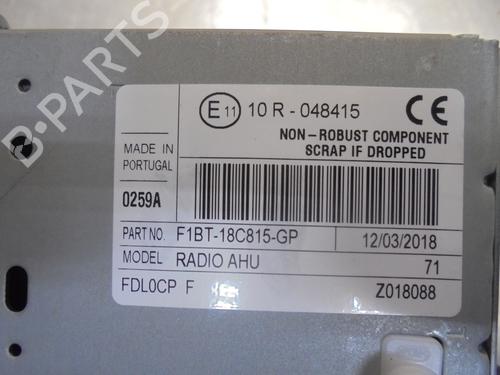 B-PARTS
E11 10 R - 048415 CE
NON-ROBUST COMPONENT
SCRAP IF DROPPED
MADE IN
PORTUGAL
0259A
PART NO. F1BT-18C815-GP 12/03/2018
MODEL RADIO AHU 71
FDL0CP F Z018088